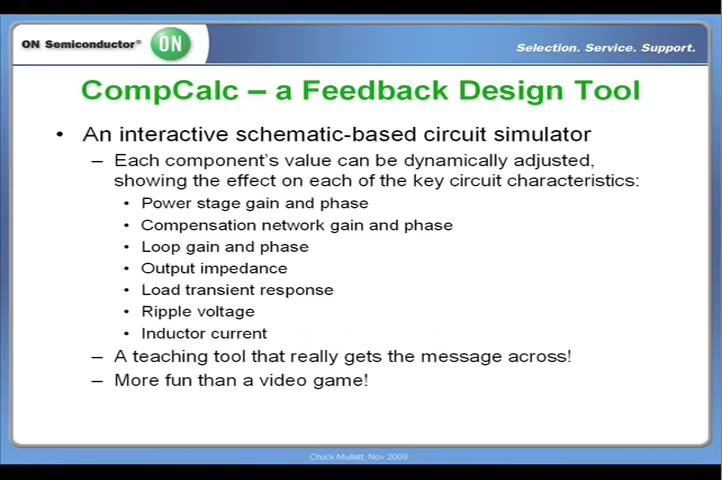 ON Semiconductor® ON
Selection. Service. Support.
CompCalc – a Feedback Design Tool
• An interactive schematic-based circuit simulator
– Each component's value can be dynamically adjusted,
showing the effect on each of the key circuit characteristics:
• Power stage gain and phase
• Compensation network gain and phase
• Loop gain and phase
• Output impedance
• Load transient response
• Ripple voltage
• Inductor current
– A teaching tool that really gets the message across!
– More fun than a video game!
Chuck Mullett, Nov 2009